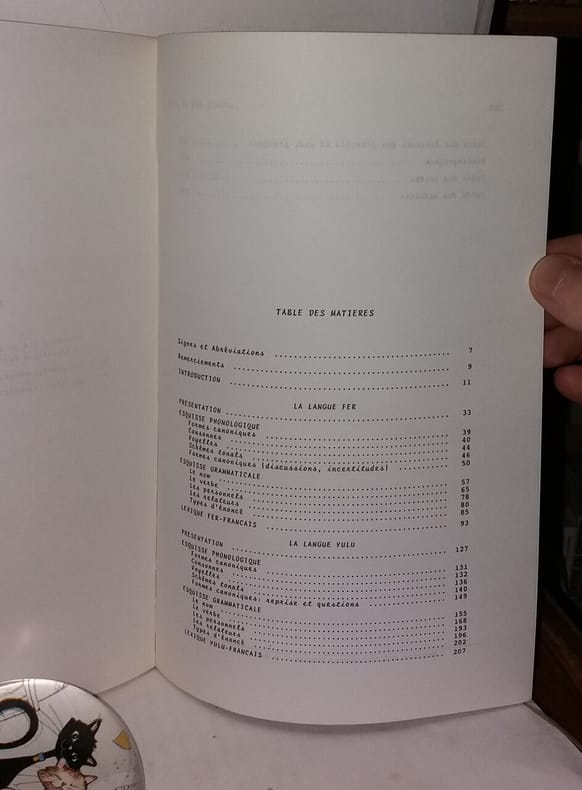 TABLE DES MATIERES
Signes et Abréviations ........ 7
Remerciements ........ 9
INTRODUCTION ........ 11
LA LANGUE FER
PRESENTATION ........ 33
ESQUISSE PHONOLOGIQUE
Formes canoniques ........ 39
Consonnes ........ 40
Voyelles ........ 44
Schèmes tonals ........ 46
Formes canoniques (discussions, incertitudes) ........ 50
ESQUISSE GRAMMATICALE
Le nom ........ 57
Le verbe ........ 65
Les personnels ........ 78
Les relateurs ........ 80
Types d'énoncé ........ 85
LEXIQUE FER-FRANCAIS ........ 93
LA LANGUE YULU
PRESENTATION ........ 127
ESQUISSE PHONOLOGIQUE
Formes canoniques ........ 131
Consonnes ........ 132
Voyelles ........ 136
Schèmes tonals ........ 140
Formes canoniques: reprise et questions ........ 149
ESQUISSE GRAMMATICALE
Le nom ........ 155
Le verbe ........ 168
Les personnels ........ 193
Les relateurs ........ 196
Types d'énoncé ........ 202
LEXIQUE YULU-FRANCAIS ........ 207